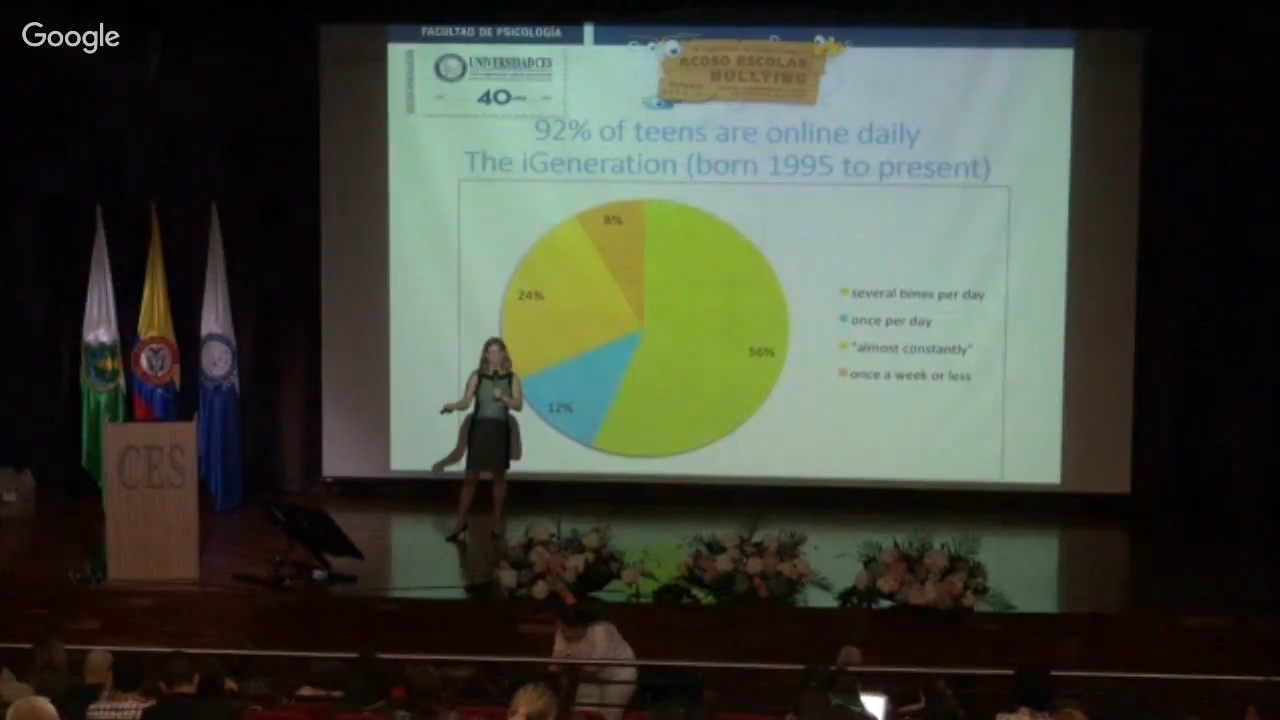 Google
FACULTAD DE PSICOLOGÍA
UNIVERSIDAD CES
40
ACOSO ESCOLAR
BULLYING
92% of teens are online daily
The iGeneration (born 1995 to present)
8%
24%
56%
12%
several times per day
once per day
"almost constantly"
once a week or less
CES